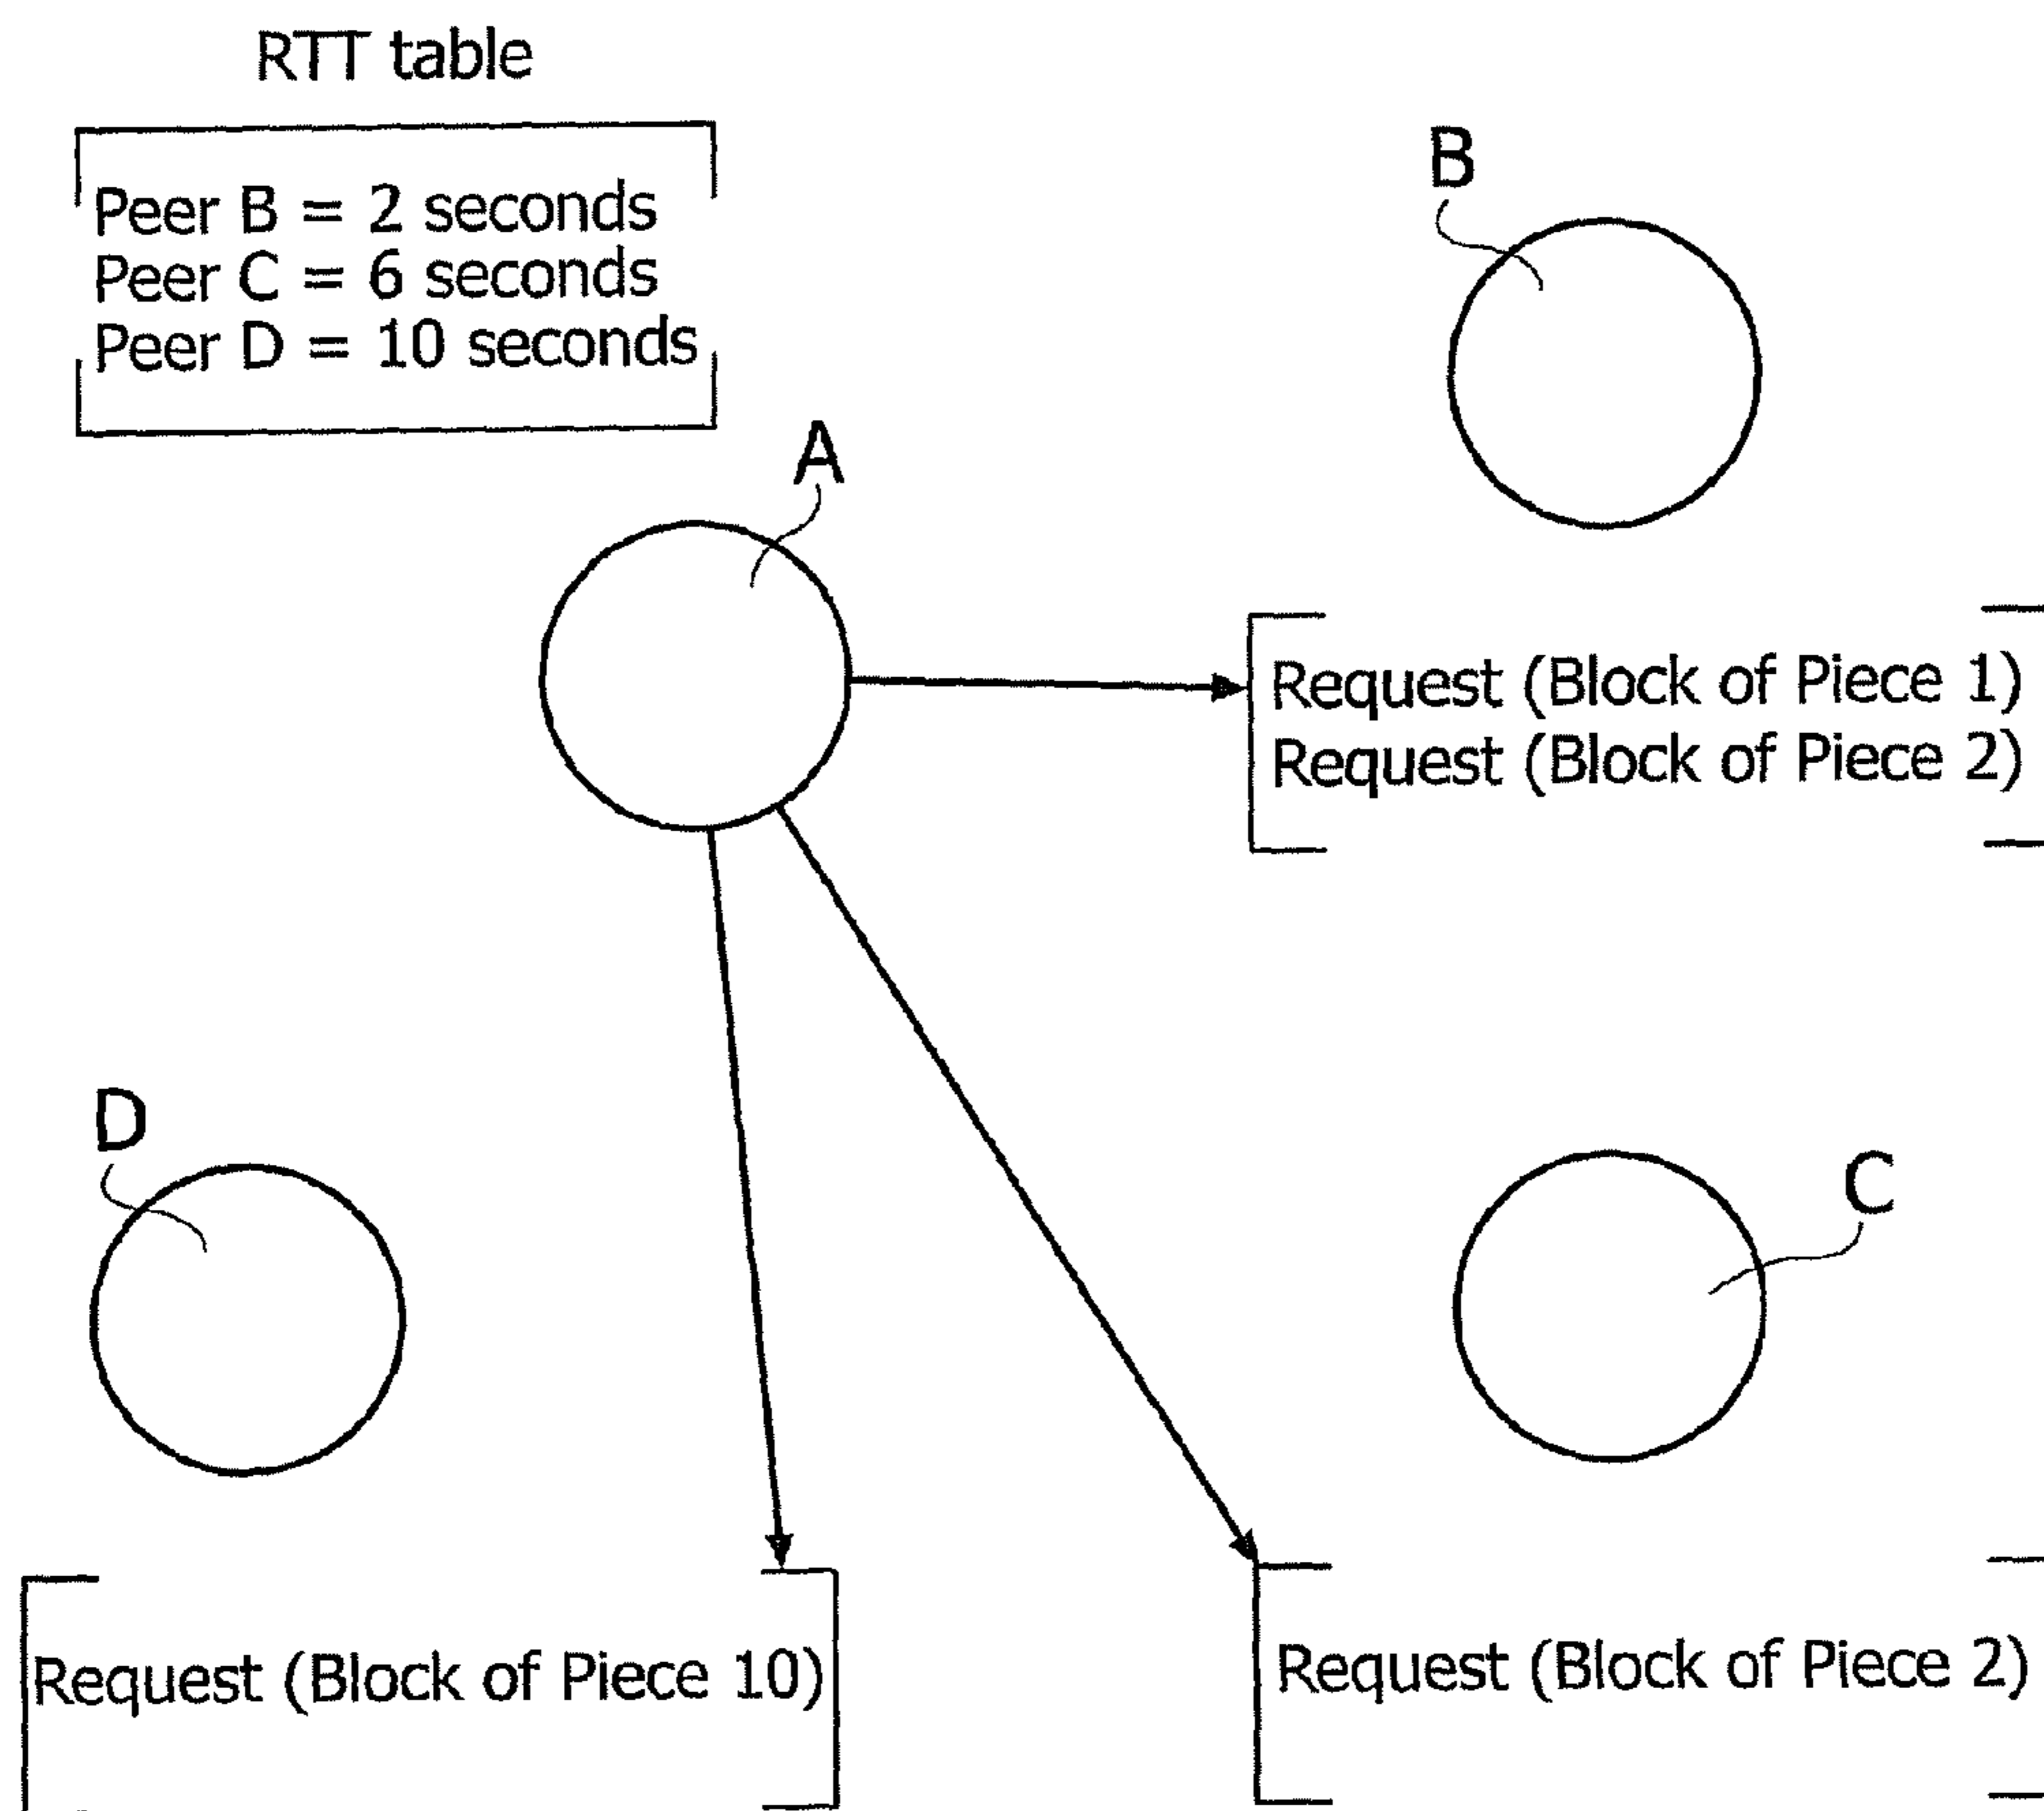 RTT table
Peer B = 2 seconds
Peer C = 6 seconds
Peer D = 10 seconds
B
A
Request (Block of Piece 1)
Request (Block of Piece 2)
D
C
Request (Block of Piece 10)
Request (Block of Piece 2)